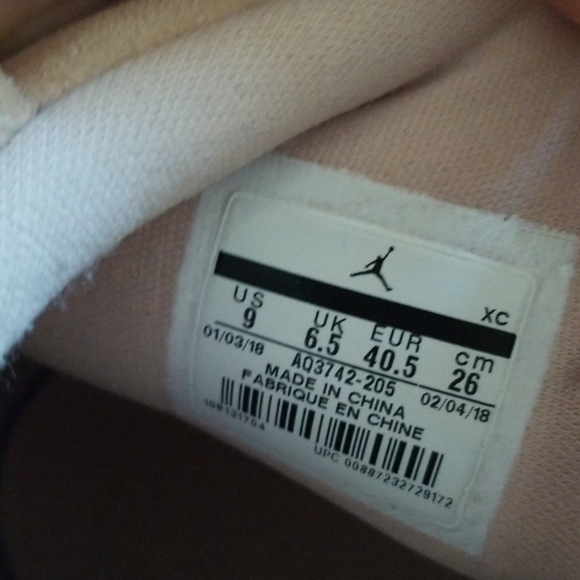 XC
US UK EUR cm
9 6.5 40.5 26
01/03/18 AQ3742-205 02/04/18
MADE IN CHINA
FABRIQUE EN CHINE
UPC 00887232729172